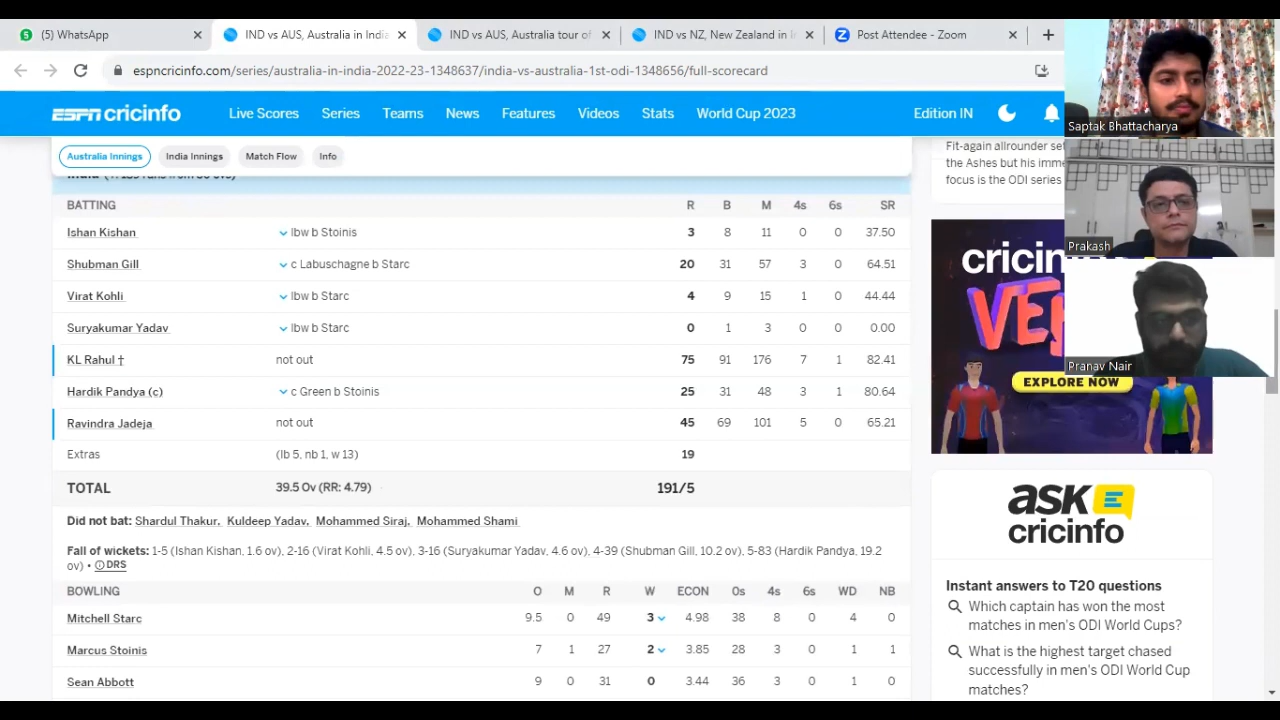 5 (5) WhatsApp
IND vs AUS, Australia in India
IND vs AUS, Australia tour of
IND vs NZ, New Zealand in I
Z Post Attendee - Zoom
espncricinfo.com/series/australia-in-india-2022-23-1348637/india-vs-australia-1st-odi-1348656/full-scorecard
ESPN cricinfo Live Scores Series Teams News Features Videos Stats World Cup 2023 Edition IN
Saptak Bhattacharya
Prakash
Pranav Nair
Australia Innings India Innings Match Flow Info
BATTING R B M 4s 6s SR
Ishan Kishan lbw b Stoinis 3 8 11 0 0 37.50
Shubman Gill c Labuschagne b Starc 20 31 57 3 0 64.51
Virat Kohli lbw b Starc 4 9 15 1 0 44.44
Suryakumar Yadav lbw b Starc 0 1 3 0 0 0.00
KL Rahul † not out 75 91 176 7 1 82.41
Hardik Pandya (c) c Green b Stoinis 25 31 48 3 1 80.64
Ravindra Jadeja not out 45 69 101 5 0 65.21
Extras (lb 5, nb 1, w 13) 19
TOTAL 39.5 Ov (RR: 4.79) 191/5
Did not bat: Shardul Thakur, Kuldeep Yadav, Mohammed Siraj, Mohammed Shami
Fall of wickets: 1-5 (Ishan Kishan, 1.6 ov), 2-16 (Virat Kohli, 4.5 ov), 3-16 (Suryakumar Yadav, 4.6 ov), 4-39 (Shubman Gill, 10.2 ov), 5-83 (Hardik Pandya, 19.2
ov) • DRS
BOWLING O M R W ECON 0s 4s 6s WD NB
Mitchell Starc 9.5 0 49 3 4.98 38 8 0 4 0
Marcus Stoinis 7 1 27 2 3.85 28 3 0 1 1
Sean Abbott 9 0 31 0 3.44 36 3 0 1 0
Fit-again allrounder set
the Ashes but his imme
focus is the ODI series
cricin
VE
EXPLORE NOW
ask
cricinfo
Instant answers to T20 questions
Which captain has won the most
matches in men's ODI World Cups?
What is the highest target chased
successfully in men's ODI World Cup
matches?